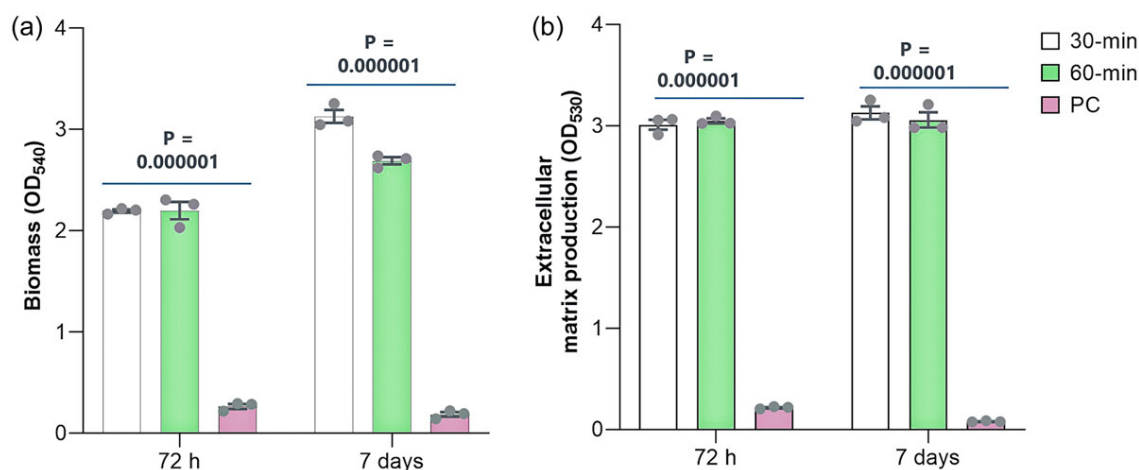 (a)
Biomass (OD540)
4
3
2
1
0
P =
0.000001
P =
0.000001
72 h
7 days
(b)
Extracellular
matrix production (OD530)
4
3
2
1
0
P =
0.000001
P =
0.000001
72 h
7 days
30-min
60-min
PC